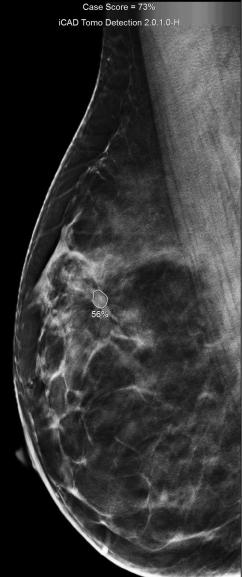 Case Score = 73%
iCAD Tomo Detection 2.0.1.0-H
56%